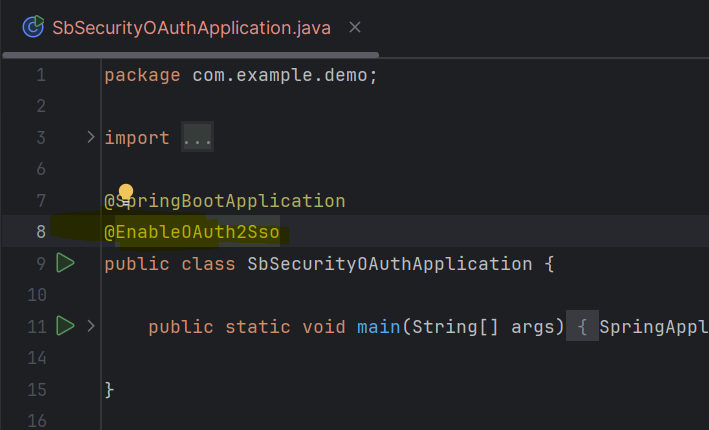 SbSecurityOAuthApplication.java
1 package com.example.demo;
2
3 import ...
6
7 @SpringBootApplication
8 @EnableOAuth2Sso
9 public class SbSecurityOAuthApplication {
10
11 public static void main(String[] args) { SpringAppl
14
15 }
16